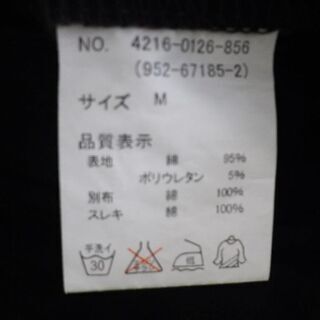 NO. 4216-0126-856
(952-67185-2)
サイズ M
品質表示
表地 綿 95%
ポリウレタン 5%
別布 綿 100%
スレキ 綿 100%
手洗イ
30
低